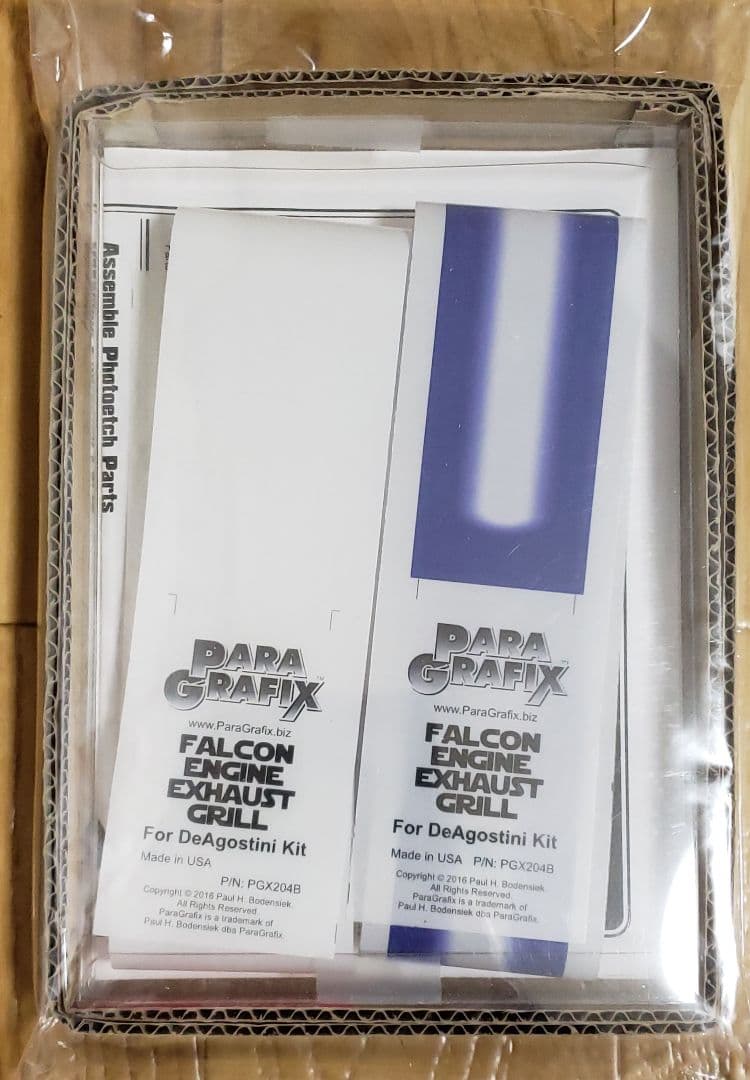 Assemble Photoetch Parts
PARA
GRAFIX™
www.ParaGrafix.biz
FALCON
ENGINE
EXHAUST
GRILL
For DeAgostini Kit
Made in USA
P/N: PGX204B
Copyright © 2016 Paul H. Bodensiek
All Rights Reserved.
ParaGrafix is a trademark of
Paul H. Bodensiek dba ParaGrafix.
PARA
GRAFIX™
www.ParaGrafix.biz
FALCON
ENGINE
EXHAUST
GRILL
For DeAgostini Kit
Made in USA P/N: PGX204B
Copyright © 2016 Paul H. Bodensiek
All Rights Reserved.
ParaGrafix is a trademark of
Paul H. Bodensiek dba ParaGrafix.